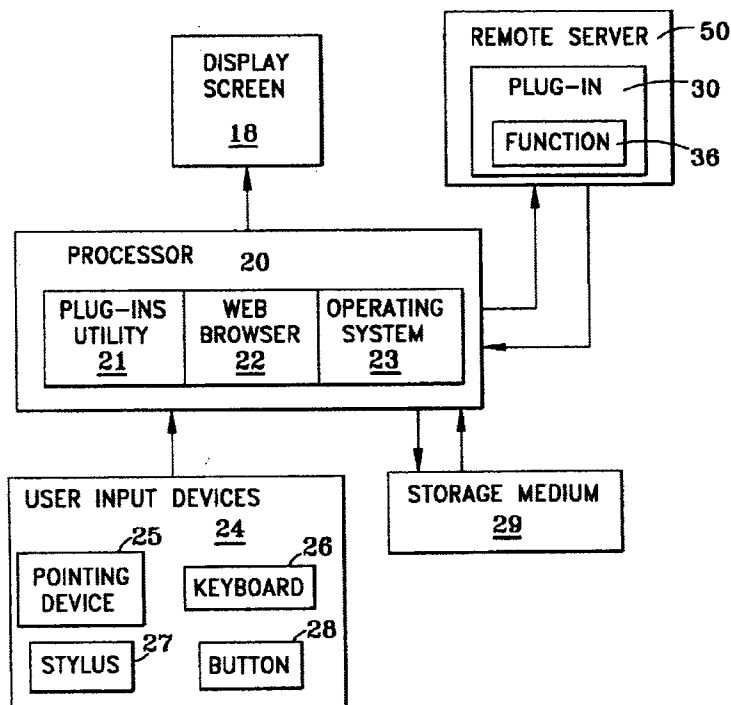 DISPLAY
SCREEN
18
REMOTE SERVER
50
PLUG-IN
30
FUNCTION
36
PROCESSOR
20
PLUG-INS
UTILITY
21
WEB
BROWSER
22
OPERATING
SYSTEM
23
USER INPUT DEVICES
24
25
POINTING
DEVICE
26
KEYBOARD
27
STYLUS
28
BUTTON
STORAGE MEDIUM
29